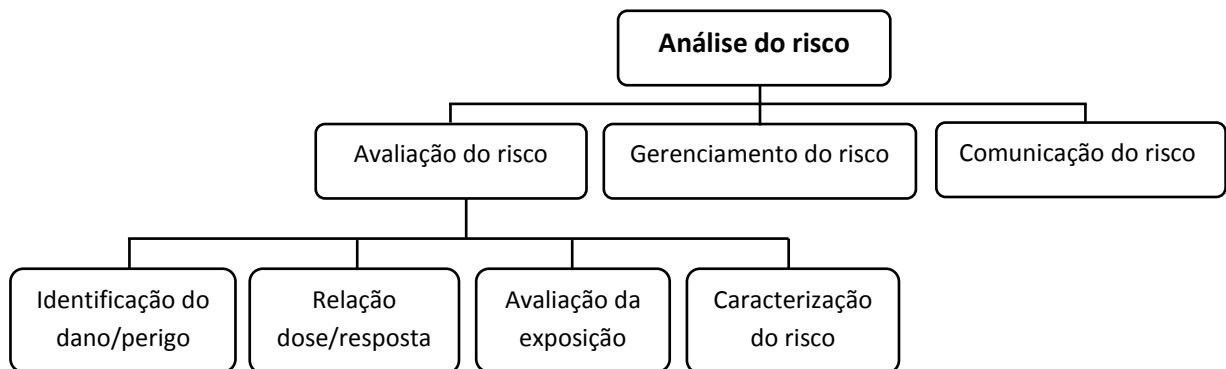 Análise do risco
Avaliação do risco
Gerenciamento do risco
Comunicação do risco
Identificação do
dano/perigo
Relação
dose/resposta
Avaliação da
exposição
Caracterização
do risco